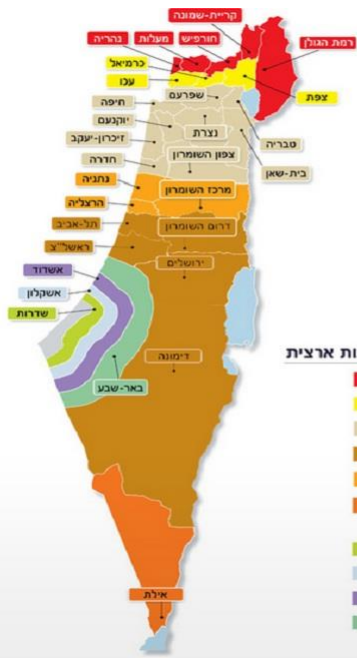 קריית-שמונה
חורפיש
רמת הגולן
מעלות
נהריה
כרמיאל
עכו
צפת
שפרעם
חיפה
יוקנעם
נצרת
טבריה
זיכרון-יעקב
צפון השומרון
בית-שאן
חדרה
נתניה
מרכז השומרון
הרצליה
תל-אביב
דרום השומרון
ראשל"צ
ירושלים
אשדוד
אשקלון
שדרות
דימונה
באר-שבע
ות ארצית
אילת